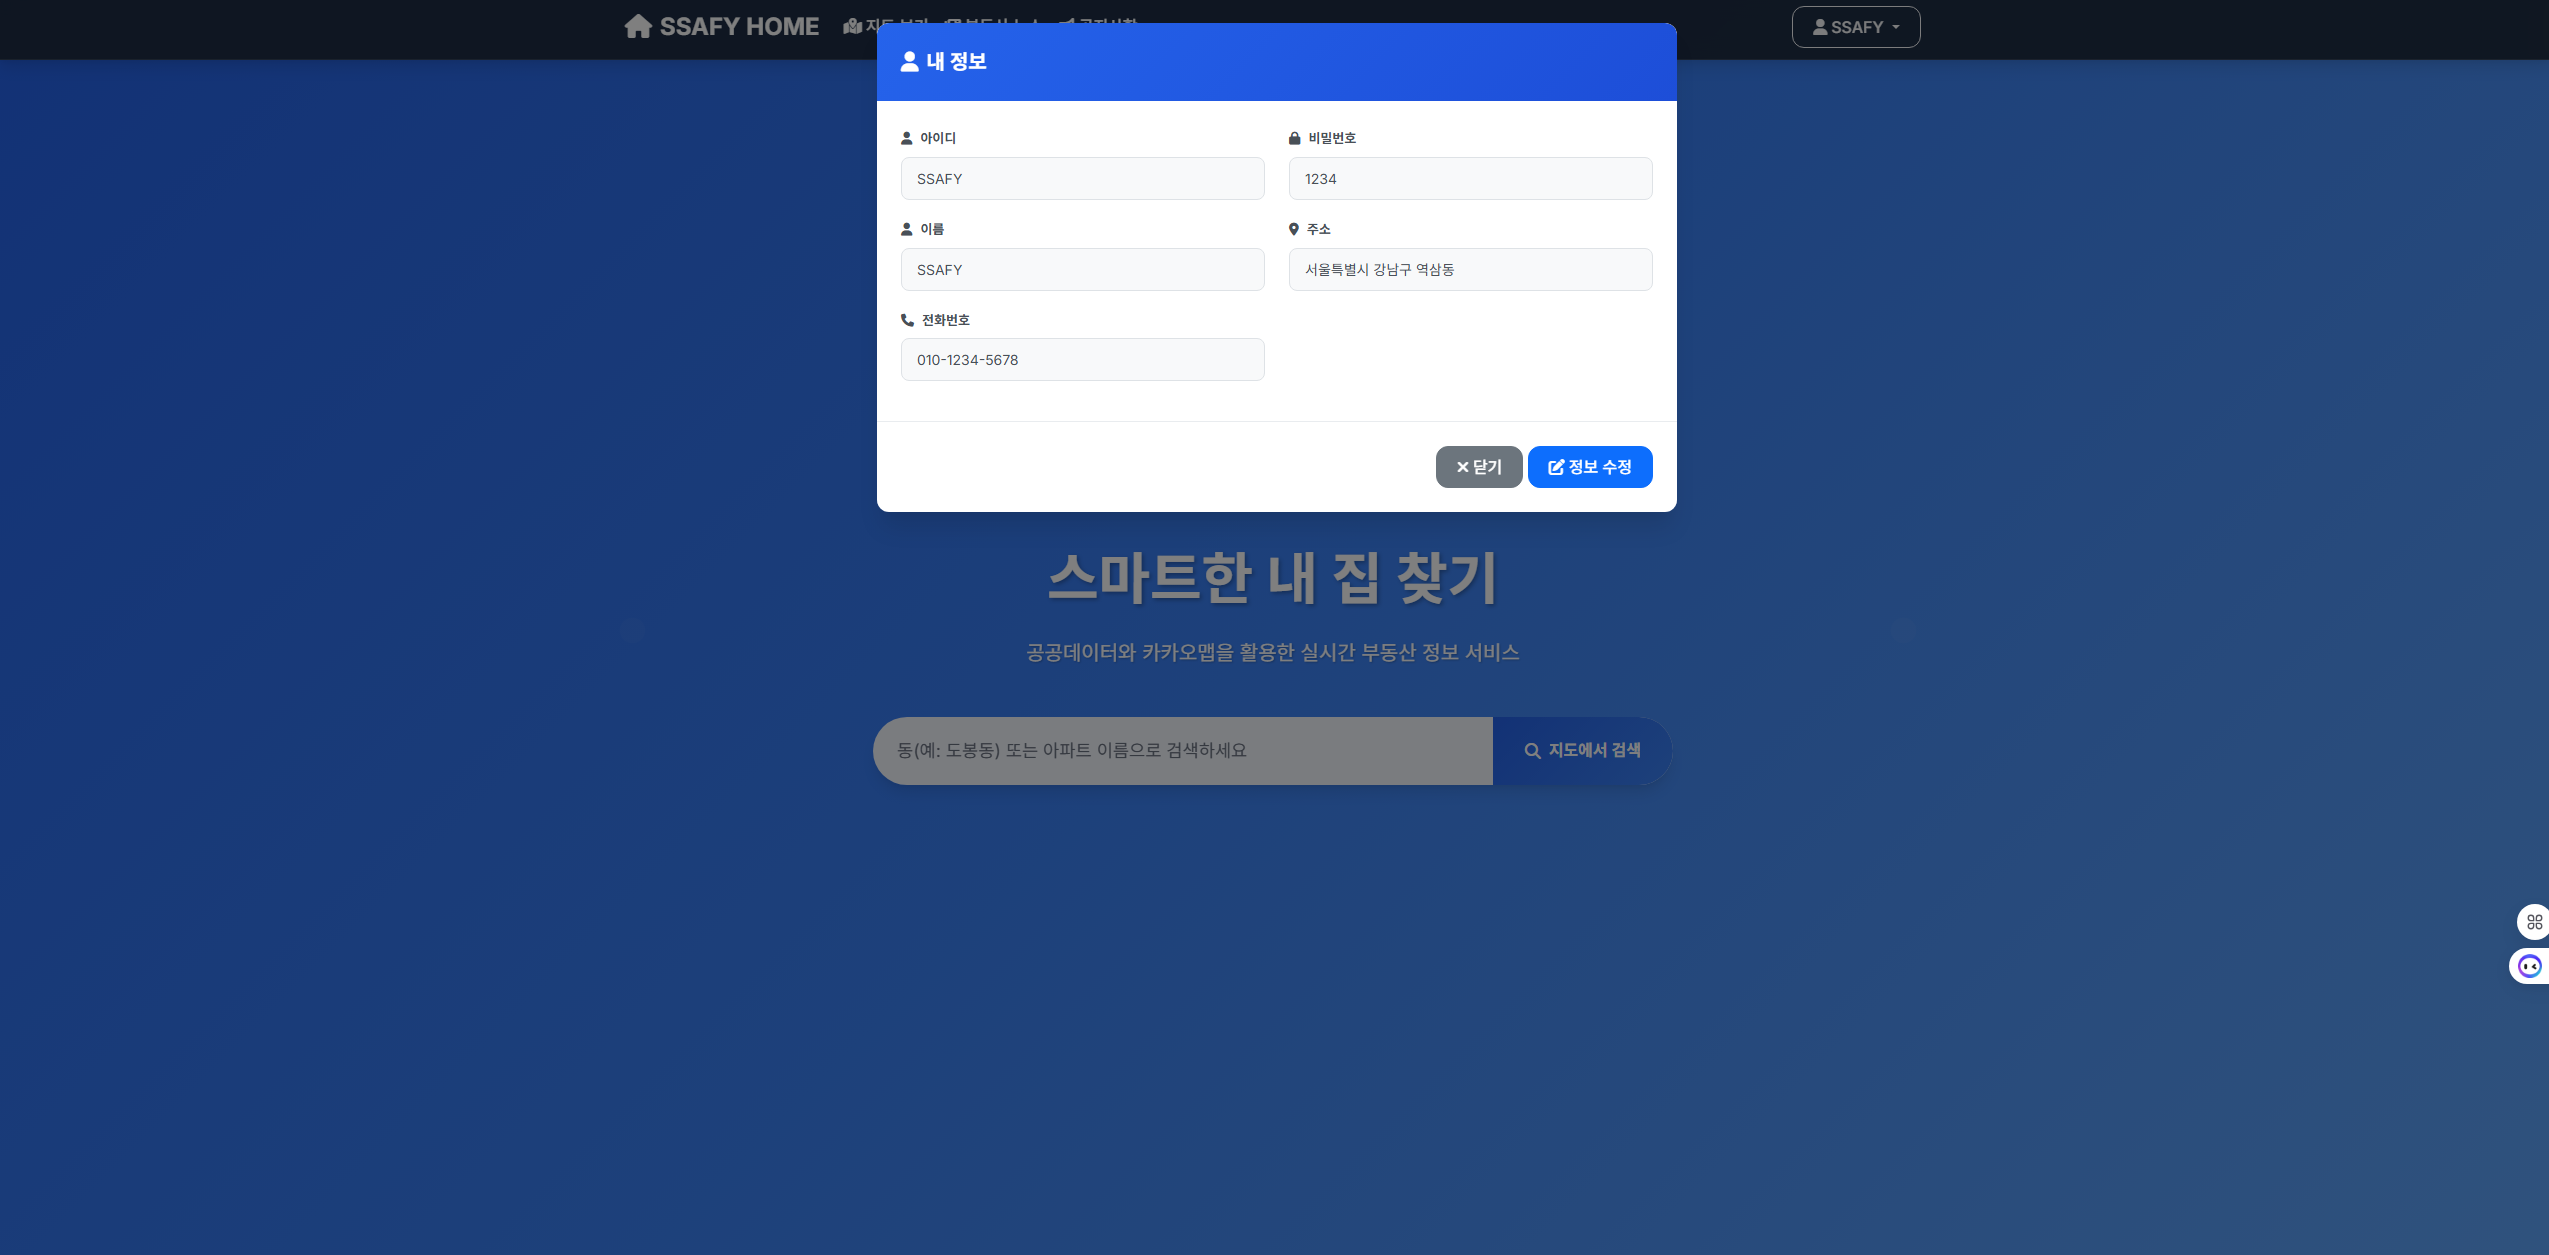 SSAFY HOME
SSAFY
내 정보
아이디
비밀번호
SSAFY
1234
이름
주소
SSAFY
서울특별시 강남구 역삼동
전화번호
010-1234-5678
닫기
정보 수정
스마트한 내 집 찾기
공공데이터와 카카오맵을 활용한 실시간 부동산 정보 서비스
동(예: 도봉동) 또는 아파트 이름으로 검색하세요
지도에서 검색